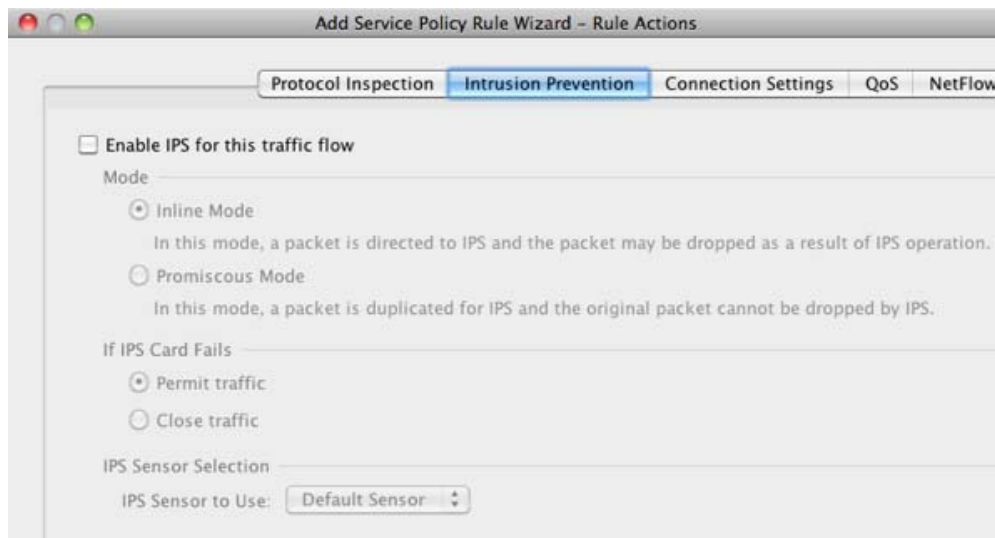 Add Service Policy Rule Wizard – Rule Actions
Protocol Inspection Intrusion Prevention Connection Settings QoS NetFlow
Enable IPS for this traffic flow
Mode
Inline Mode
In this mode, a packet is directed to IPS and the packet may be dropped as a result of IPS operation.
Promiscous Mode
In this mode, a packet is duplicated for IPS and the original packet cannot be dropped by IPS.
If IPS Card Fails
Permit traffic
Close traffic
IPS Sensor Selection
IPS Sensor to Use: Default Sensor